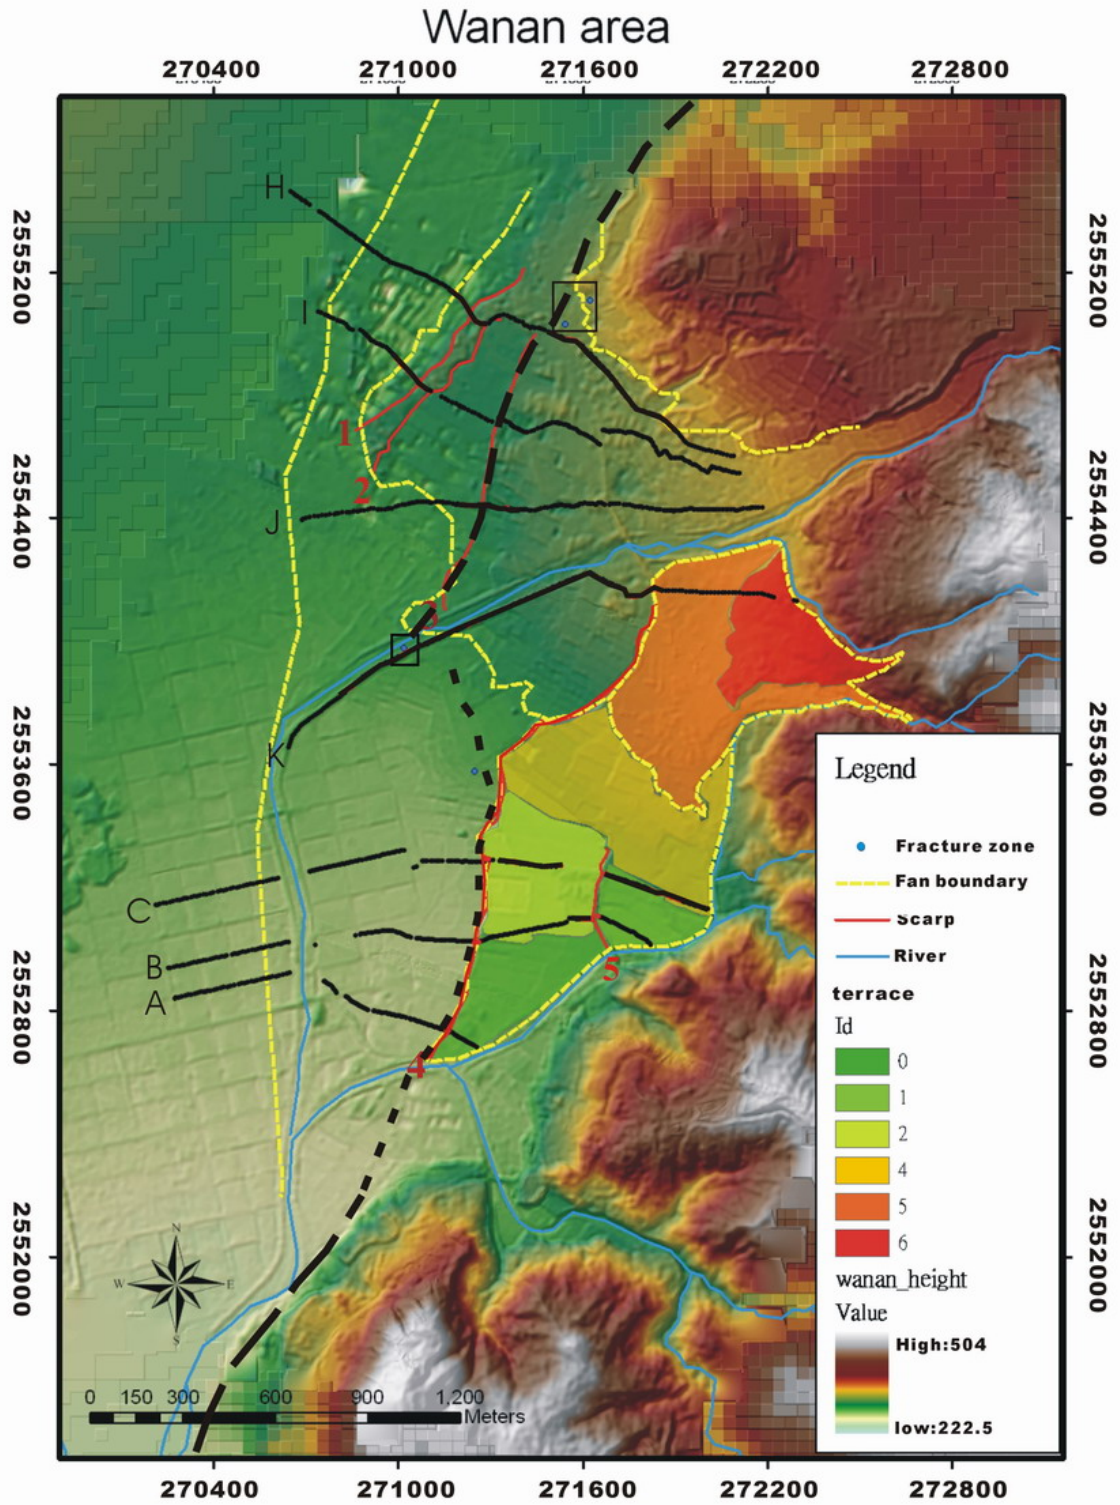 Wanan area
270400 271000 271600 272200 272800
2555200
2554400
2553600
2552800
2552000
2555200
2554400
2553600
2552800
2552000
H
I
1
2
J
3
K
C
B
A
5
4
N
W E
S
0 150 300 600 900 1,200
Meters
Legend
Fracture zone
Fan boundary
Scarp
River
terrace
Id
0
1
2
4
5
6
wanan_height
Value
High:504
low:222.5
270400 271000 271600 272200 272800